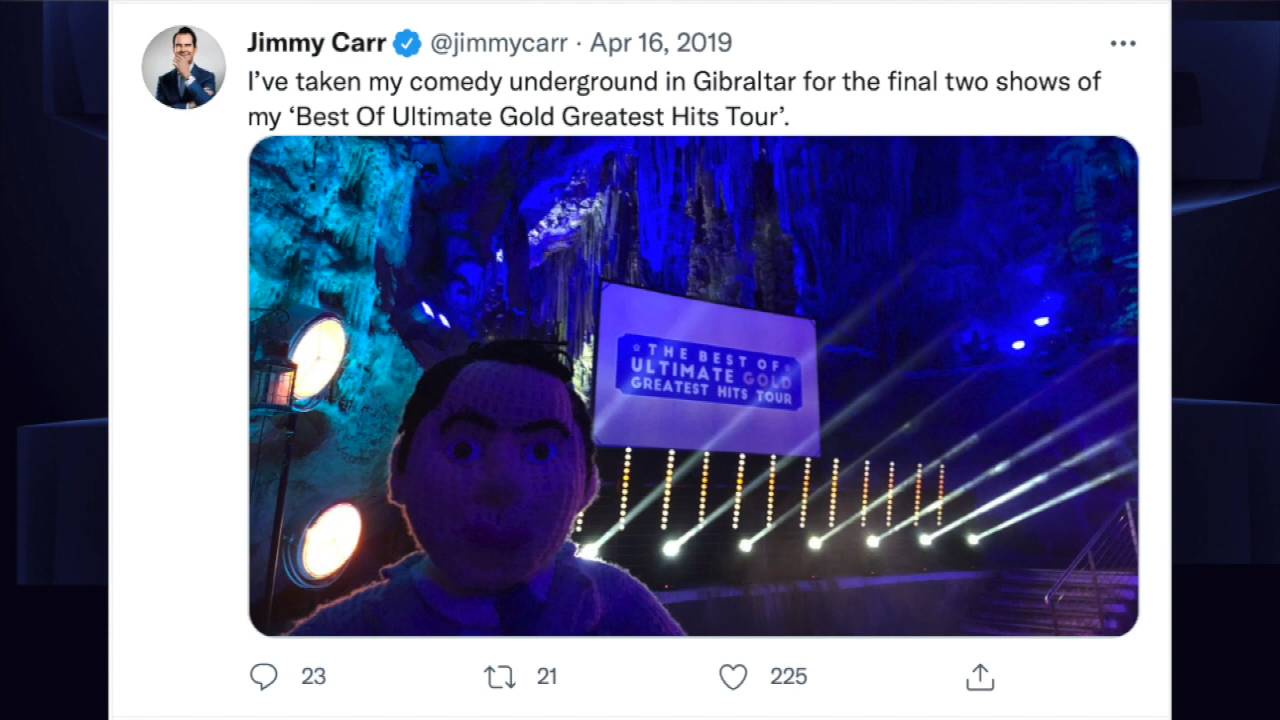 Jimmy Carr @jimmycarr · Apr 16, 2019
I’ve taken my comedy underground in Gibraltar for the final two shows of
my ‘Best Of Ultimate Gold Greatest Hits Tour’.
THE BEST OF
ULTIMATE GOLD
GREATEST HITS TOUR
23 21 225